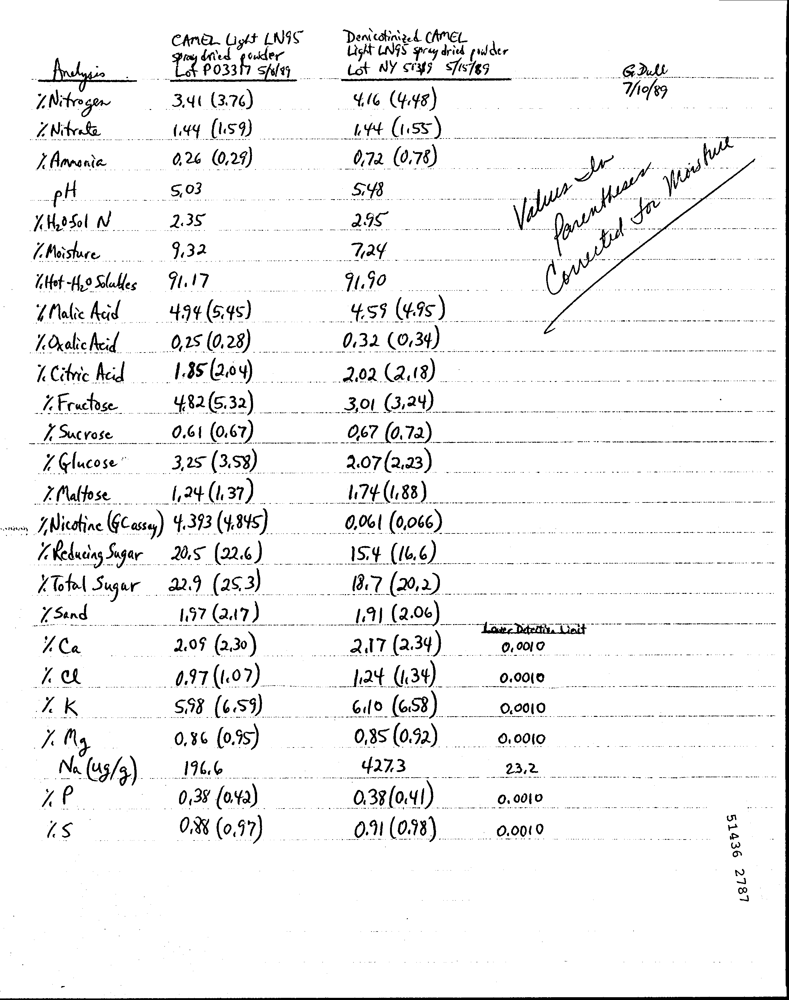 CAMEL Light LN95
spray dried powder
Lot P03317 5/8/89
Denicotinized CAMEL
Light LN95 spray dried powder
Lot NY 5/15/89
G. Dull
7/10/89
Analysis
% Nitrogen 3.41 (3.76) 4.16 (4.48)
% Nitrate 1.44 (1.59) 1.44 (1.55)
% Ammonia 0.26 (0.29) 0.72 (0.78)
pH 5.03 5.48
% H2O Sol N 2.35 2.95
% Moisture 9.32 7.24
% Hot-H2O Solubles 91.17 91.90
% Malic Acid 4.94 (5.45) 4.59 (4.95)
% Oxalic Acid 0.25 (0.28) 0.32 (0.34)
% Citric Acid 1.85 (2.04) 2.02 (2.18)
% Fructose 4.82 (5.32) 3.01 (3.24)
% Sucrose 0.61 (0.67) 0.67 (0.72)
% Glucose 3.25 (3.58) 2.07 (2.23)
% Maltose 1.24 (1.37) 1.74 (1.88)
% Nicotine (GC assay) 4.393 (4.845) 0.061 (0.066)
% Reducing Sugar 20.5 (22.6) 15.4 (16.6)
% Total Sugar 22.9 (25.3) 18.7 (20.2)
% Sand 1.97 (2.17) 1.91 (2.06)
Lower Detection Limit
% Ca 2.09 (2.30) 2.17 (2.34) 0.0010
% Cl 0.97 (1.07) 1.24 (1.34) 0.0010
% K 5.98 (6.59) 6.10 (6.58) 0.0010
% Mg 0.86 (0.95) 0.85 (0.92) 0.0010
Na (ug/g) 196.6 427.3 23.2
% P 0.38 (0.42) 0.38 (0.41) 0.0010
% S 0.88 (0.97) 0.91 (0.98) 0.0010
Values In
Parentheses
Corrected for Moisture
51436 2787